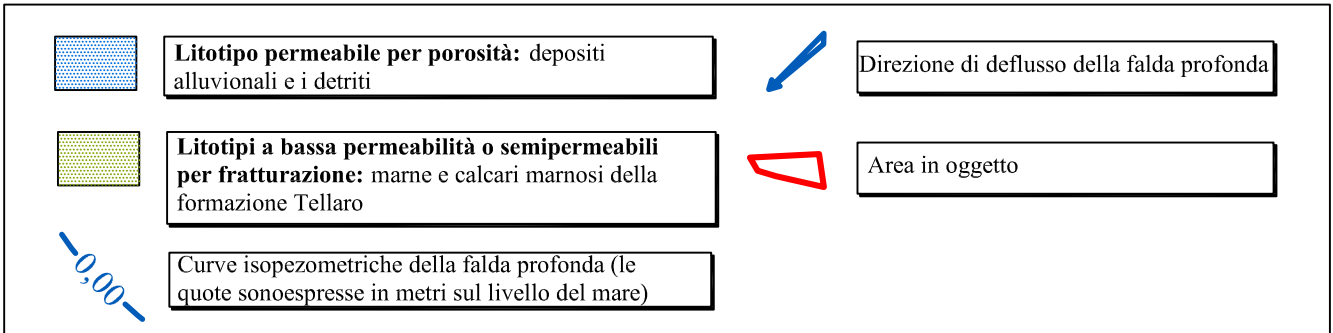 Litotipo permeabile per porosità: depositi
alluvionali e i detriti
Litotipi a bassa permeabilità o semipermeabili
per fratturazione: marne e calcari marnosi della
formazione Tellaro
0,00
Curve isopezometriche della falda profonda (le
quote sonoespresse in metri sul livello del mare)
Direzione di deflusso della falda profonda
Area in oggetto